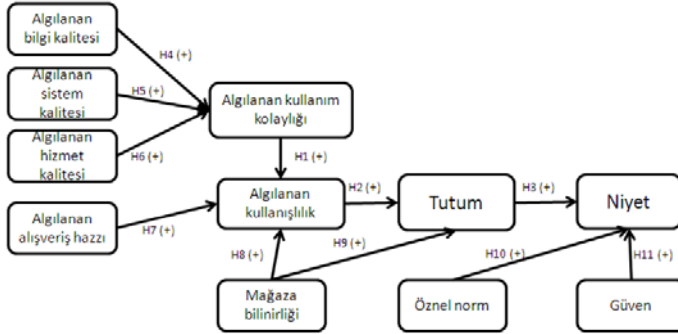 Algılanan
bilgi kalitesi
H4 (+)
Algılanan
sistem
kalitesi
H5 (+)
Algılanan kullanım
kolaylığı
Algılanan
hizmet
kalitesi
H6 (+)
H1 (+)
Algılanan
kullanışlılık
H2 (+)
Tutum
H3 (+)
Niyet
Algılanan
alışveriş hazzı
H7 (+)
H8 (+)
H9 (+)
H10 (+)
H11 (+)
Mağaza
bilinirliği
Öznel norm
Güven